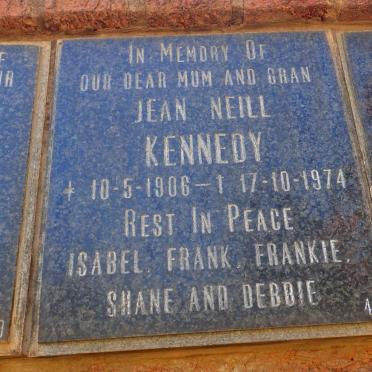 In Memory Of
our dear mum and gran
JEAN NEILL
KENNEDY
* 10-5-1906 – † 17-10-1974
Rest In Peace
Isabel, Frank, Frankie,
Shane and Debbie